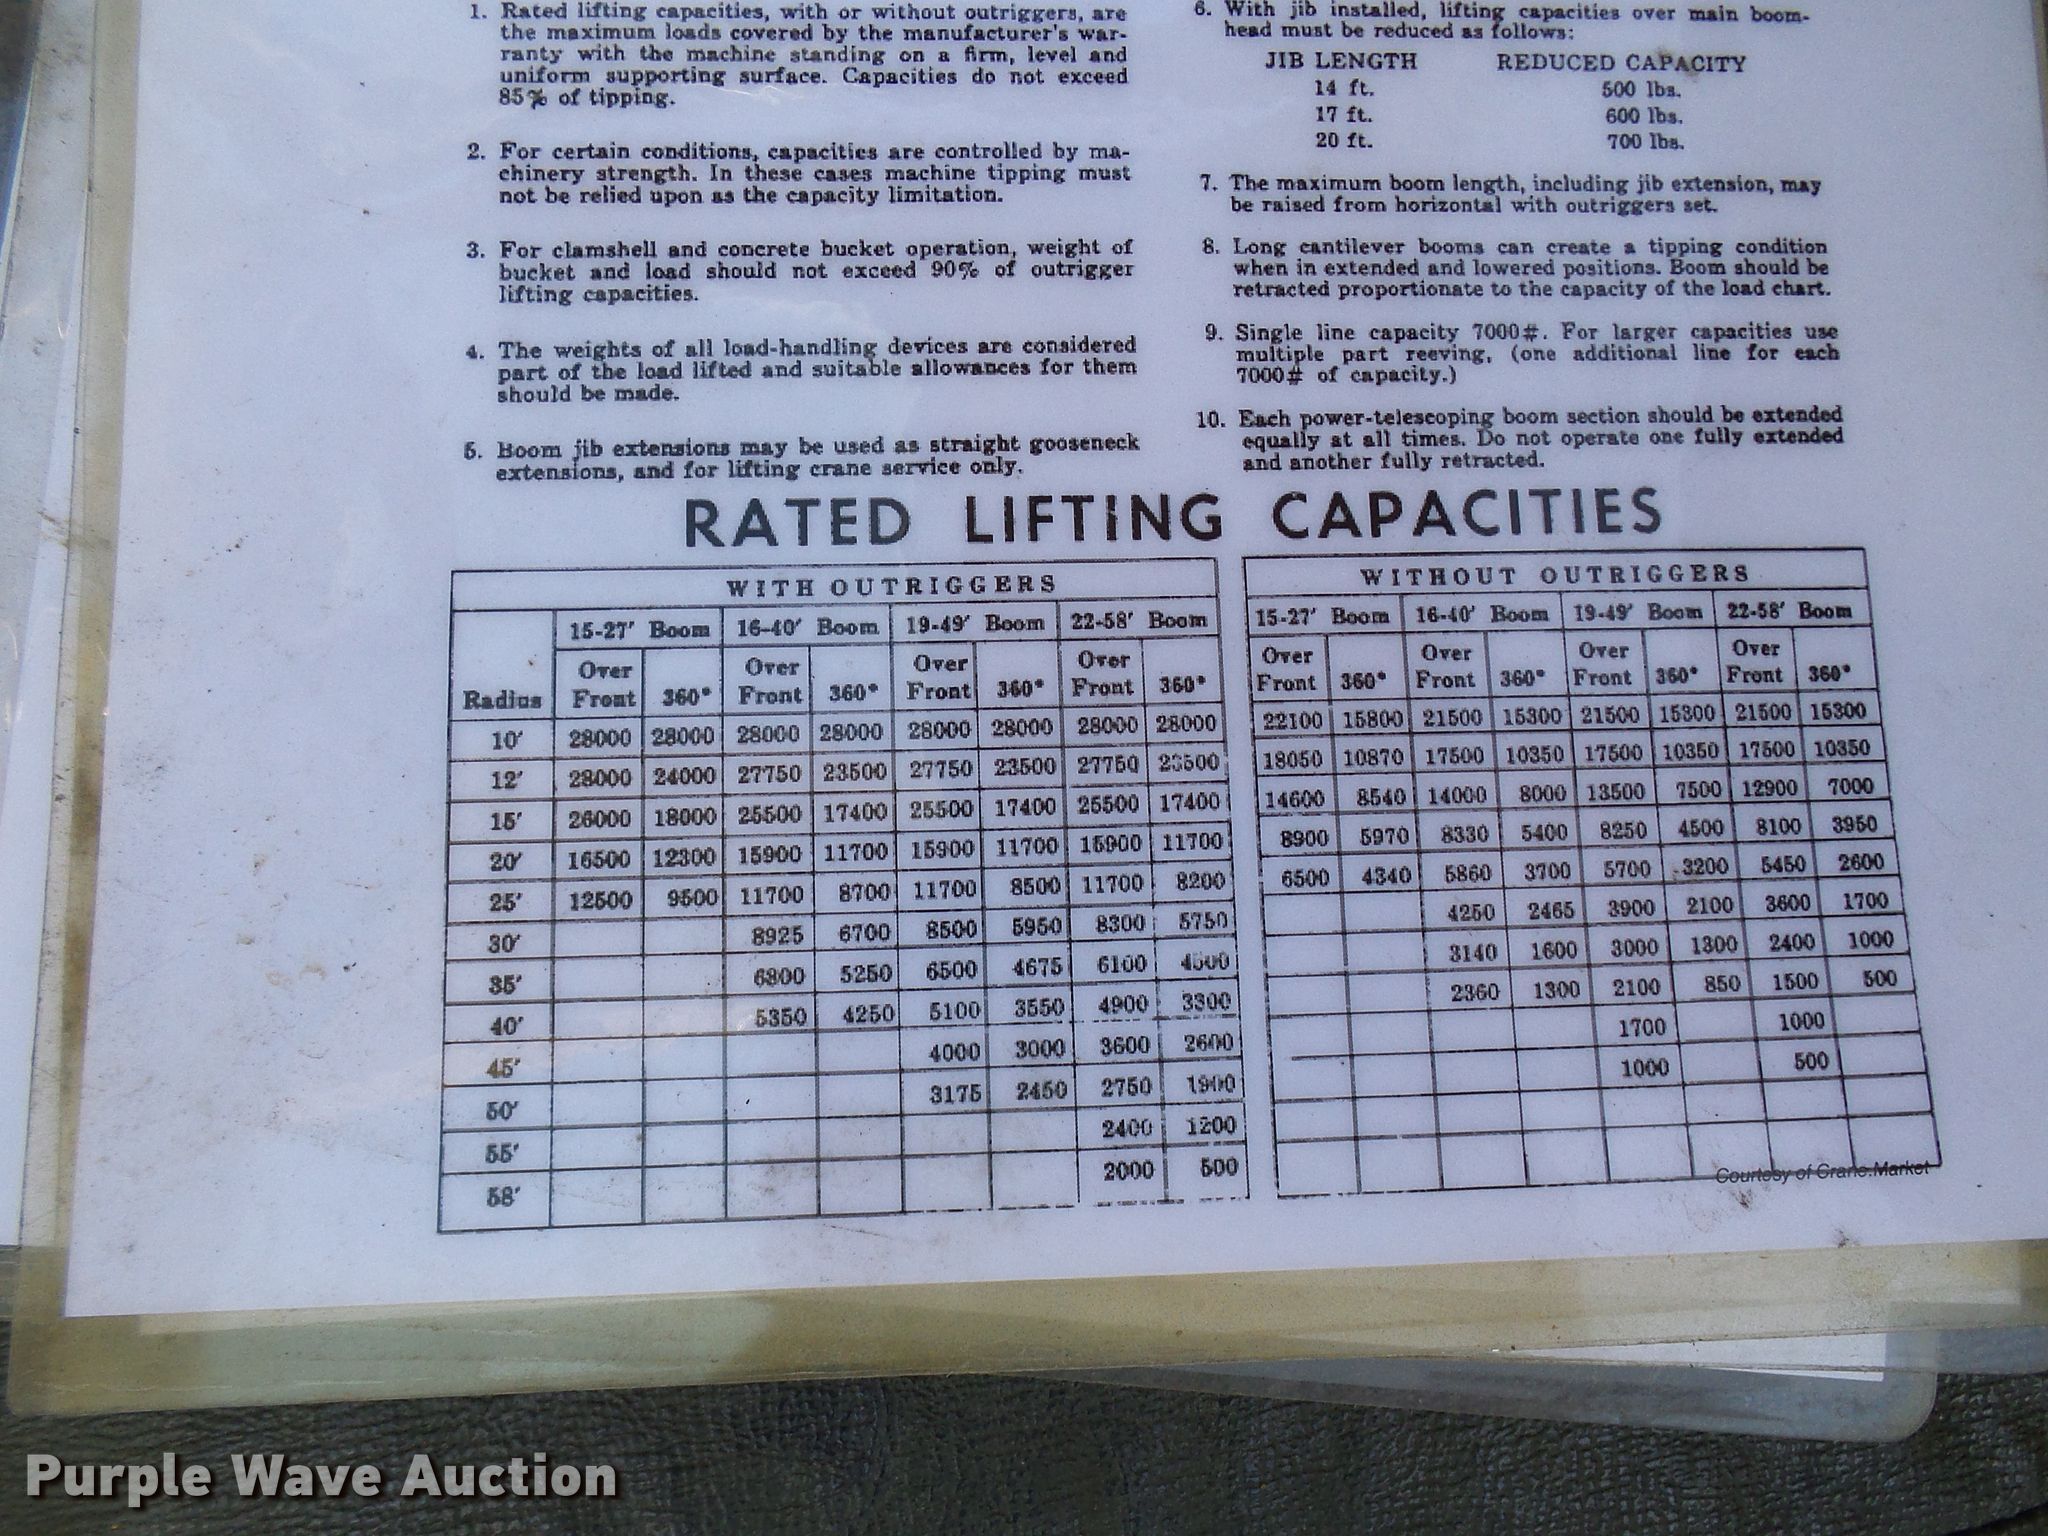 1. Rated lifting capacities, with or without outriggers, are
the maximum loads covered by the manufacturer's war-
ranty with the machine standing on a firm, level and
uniform supporting surface. Capacities do not exceed
85% of tipping.
2. For certain conditions, capacities are controlled by ma-
chinery strength. In these cases machine tipping must
not be relied upon as the capacity limitation.
3. For clamshell and concrete bucket operation, weight of
bucket and load should not exceed 90% of outrigger
lifting capacities.
4. The weights of all load-handling devices are considered
part of the load lifted and suitable allowances for them
should be made.
5. Boom jib extensions may be used as straight gooseneck
extensions, and for lifting crane service only.
6. With jib installed, lifting capacities over main boom-
head must be reduced as follows:
JIB LENGTH REDUCED CAPACITY
14 ft. 500 lbs.
17 ft. 600 lbs.
20 ft. 700 lbs.
7. The maximum boom length, including jib extension, may
be raised from horizontal with outriggers set.
8. Long cantilever booms can create a tipping condition
when in extended and lowered positions. Boom should be
retracted proportionate to the capacity of the load chart.
9. Single line capacity 7000#. For larger capacities use
multiple part reeving, (one additional line for each
7000# of capacity.)
10. Each power-telescoping boom section should be extended
equally at all times. Do not operate one fully extended
and another fully retracted.
RATED LIFTING CAPACITIES
WITH OUTRIGGERS
15-27' Boom 16-40' Boom 19-49' Boom 22-58' Boom
Over Over Over Over
Radius Front 360° Front 360° Front 360° Front 360°
10' 28000 28000 28000 28000 28000 28000 28000 28000
12' 28000 24000 27750 23500 27750 23500 27750 23500
15' 26000 18000 25500 17400 25500 17400 25500 17400
20' 16500 12300 15900 11700 15900 11700 15900 11700
25' 12500 9500 11700 8700 11700 8500 11700 8200
30' 8925 6700 8500 5950 8300 5750
35' 6800 5250 6500 4675 6100 4500
40' 5350 4250 5100 3550 4900 3300
45' 4000 3000 3600 2600
50' 3175 2450 2750 1900
55' 2400 1200
58' 2000 500
WITHOUT OUTRIGGERS
15-27' Boom 16-40' Boom 19-49' Boom 22-58' Boom
Over Over Over Over
Front 360° Front 360° Front 360° Front 360°
22100 15800 21500 15300 21500 15300 21500 15300
18050 10870 17500 10350 17500 10350 17500 10350
14600 8540 14000 8000 13500 7500 12900 7000
8900 5970 8330 5400 8250 4500 8100 3950
6500 4340 5860 3700 5700 3200 5450 2600
4250 2465 3900 2100 3600 1700
3140 1600 3000 1300 2400 1000
2360 1300 2100 850 1500 500
1700 1000
1000 500
Courtesy of Crane.Market
Purple Wave Auction